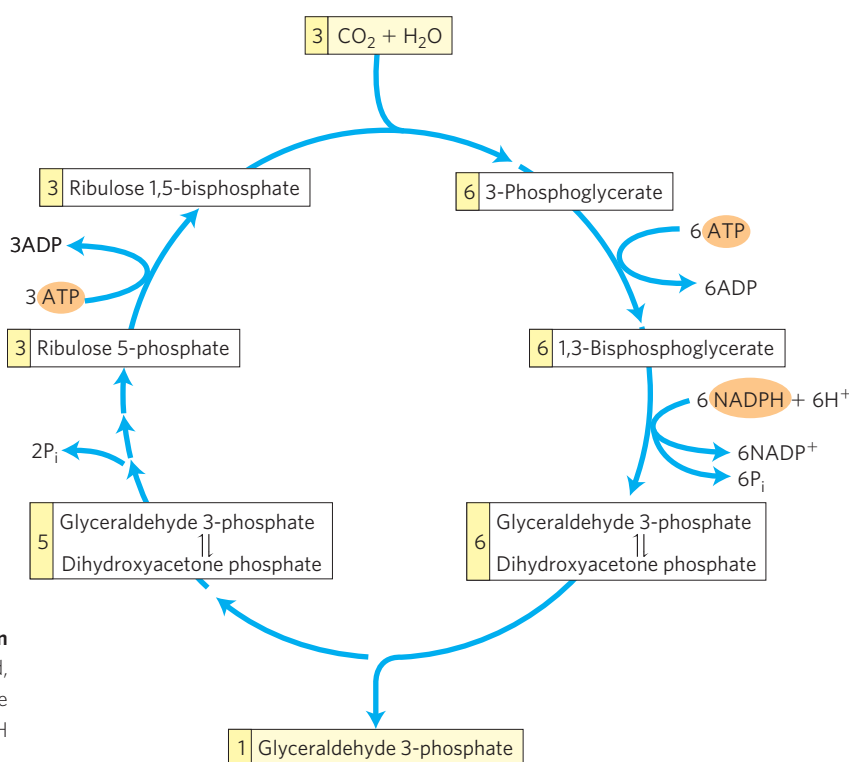 3 CO₂ + H₂O
3 Ribulose 1,5-bisphosphate
6 3-Phosphoglycerate
3ADP
3 ATP
6 ATP
6ADP
3 Ribulose 5-phosphate
6 1,3-Bisphosphoglycerate
6 NADPH + 6H⁺
6NADP⁺
6Pᵢ
2Pᵢ
5
Glyceraldehyde 3-phosphate
⥮
Dihydroxyacetone phosphate
6
Glyceraldehyde 3-phosphate
⥮
Dihydroxyacetone phosphate
1 Glyceraldehyde 3-phosphate
n
l,
e
H